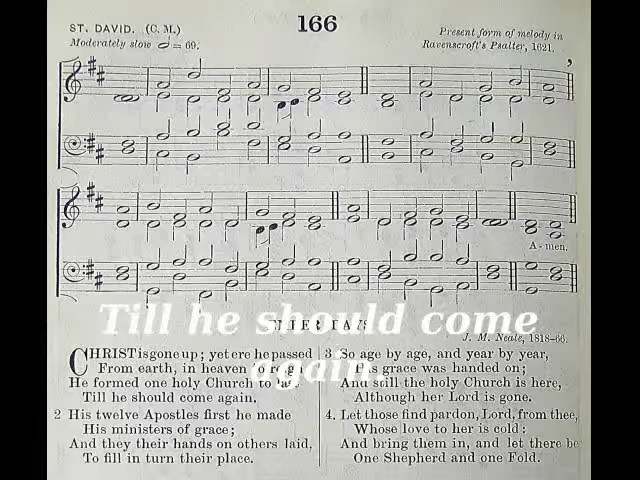 ST. DAVID. (C. M.)
166
Moderately slow = 69.
Present form of melody in
Ravenscroft's Psalter, 1621.
A - men.
Till he should come
again
EMBER DAYS
J. M. Neale, 1818-66.
CHRIST is gone up; yet ere he passed
From earth, in heaven to reign
He formed one holy Church to last
Till he should come again.
2 His twelve Apostles first he made
His ministers of grace;
And they their hands on others laid,
To fill in turn their place.
3 So age by age, and year by year,
His grace was handed on;
And still the holy Church is here,
Although her Lord is gone.
4. Let those find pardon, Lord, from thee,
Whose love to her is cold:
And bring them in, and let there be
One Shepherd and one Fold.